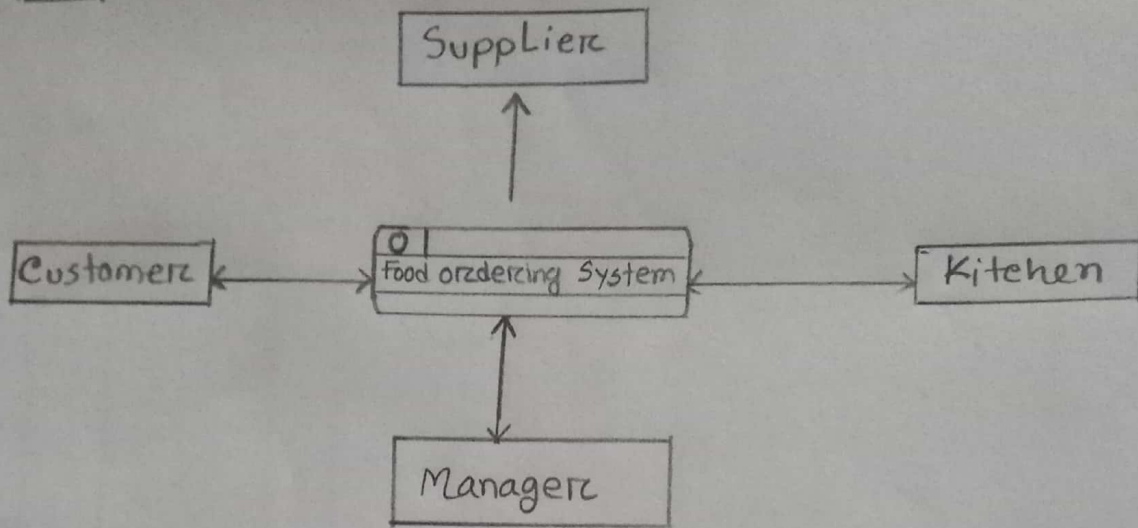 Supplier
0
Customer
Food ordering System
Kitchen
Manager